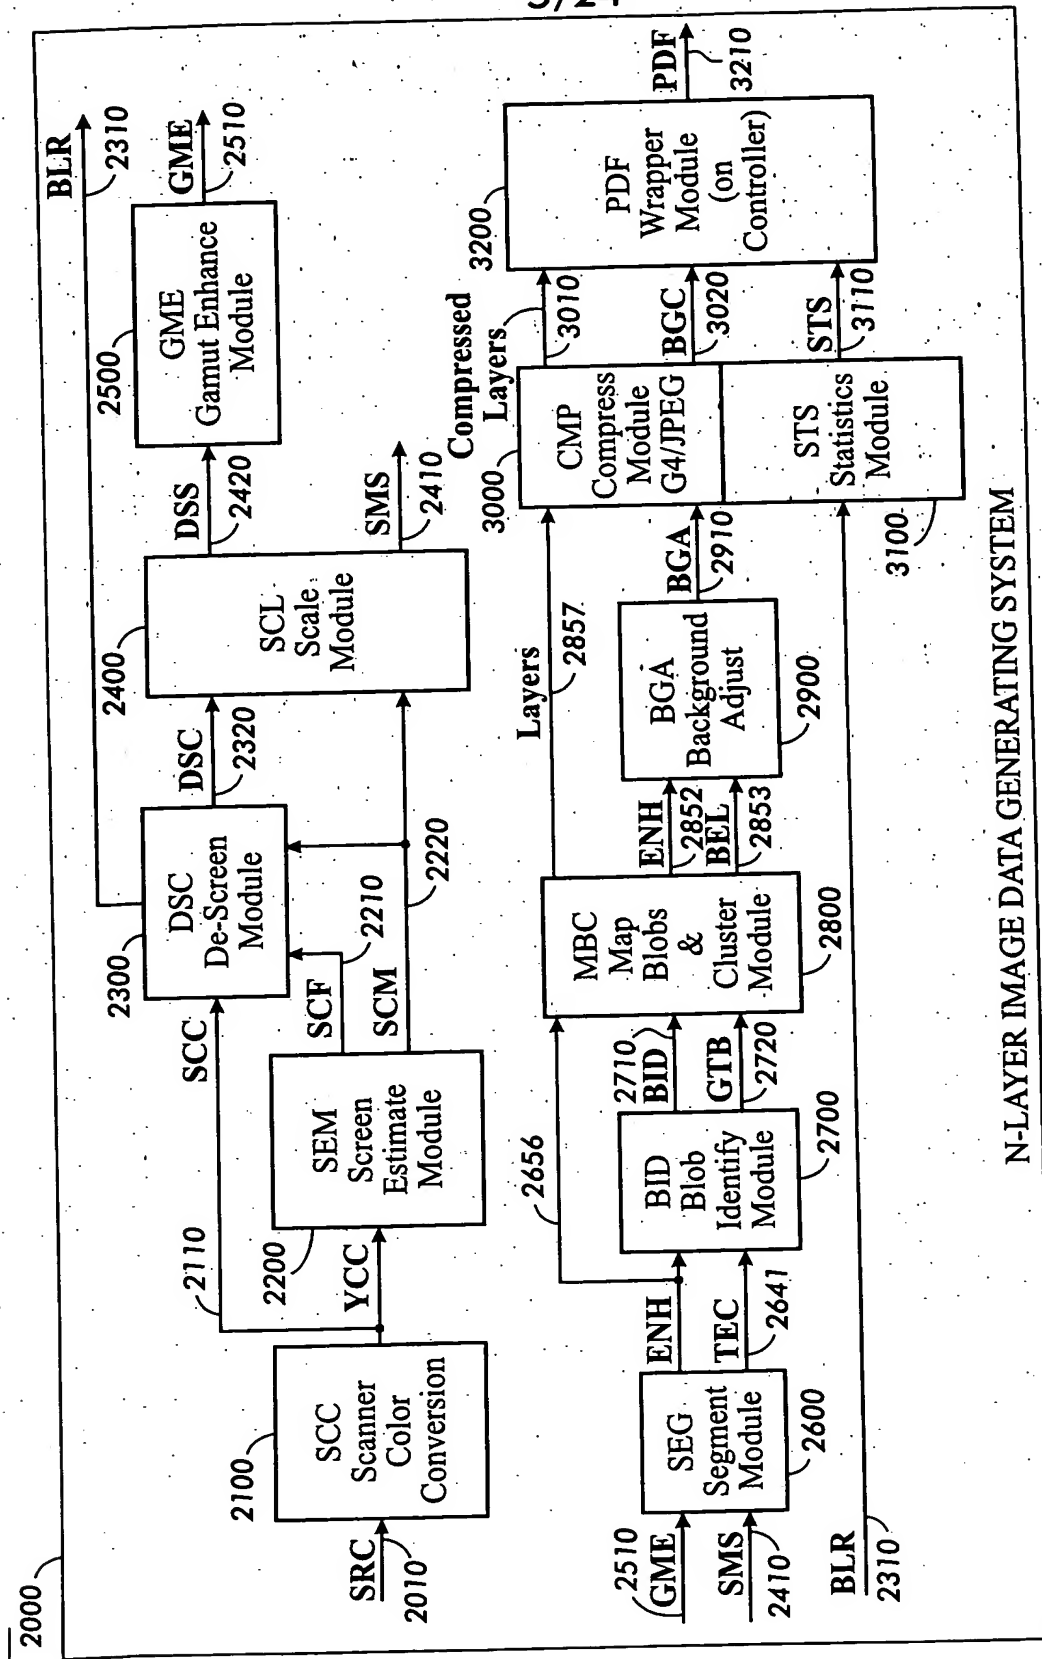 2000
BLR
2310
2300
DSC
De-Screen
Module
DSC
2320
2400
SCL
Scale
Module
DSS
2420
2500
GME
Gamut Enhance
Module
GME
2510
SCC
2110
SCF
2210
SCM
2220
SMS
2410
SRC
2010
2100
SCC
Scanner
Color
Conversion
YCC
2200
SEM
Screen
Estimate
Module
2656
Layers
2857
Compressed
Layers
3010
2510
GME
SMS
2410
SEG
Segment
Module
2600
ENH
TEC
2641
BID
Blob
Identify
Module
2700
2710
BID
GTB
2720
MBC
Map
Blobs
&
Cluster
Module
2800
ENH
2852
BEL
2853
BGA
Background
Adjust
2900
BGA
2910
3000
CMP
Compress
Module
G4/JPEG
BGC
3020
STS
Statistics
Module
3100
STS
3110
3200
PDF
Wrapper
Module
(on
Controller)
PDF
3210
BLR
2310
N-LAYER IMAGE DATA GENERATING SYSTEM